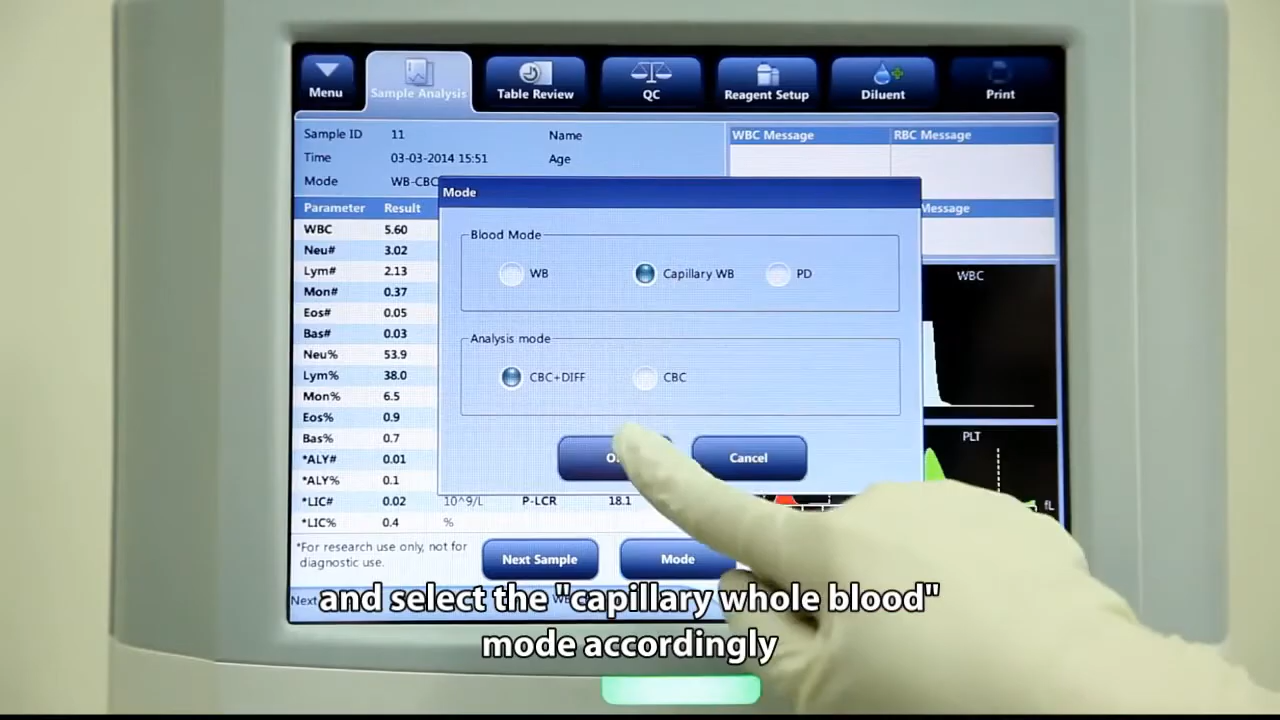 Menu
Sample Analysis
Table Review
QC
Reagent Setup
Diluent
Print
Sample ID 11 Name
Time 03-03-2014 15:51 Age
Mode WB-CBC
WBC Message RBC Message
Message
Parameter Result
WBC 5.60
Neu# 3.02
Lym# 2.13
Mon# 0.37
Eos# 0.05
Bas# 0.03
Neu% 53.9
Lym% 38.0
Mon% 6.5
Eos% 0.9
Bas% 0.7
*ALY# 0.01
*ALY% 0.1
*LIC# 0.02 10^9/L P-LCR 18.1
*LIC% 0.4 %
Mode
Blood Mode
WB Capillary WB PD
Analysis mode
CBC+DIFF CBC
Cancel
WBC
PLT
fL
*For research use only, not for
diagnostic use.
Next Sample
Mode
Next
and select the "capillary whole blood"
mode accordingly